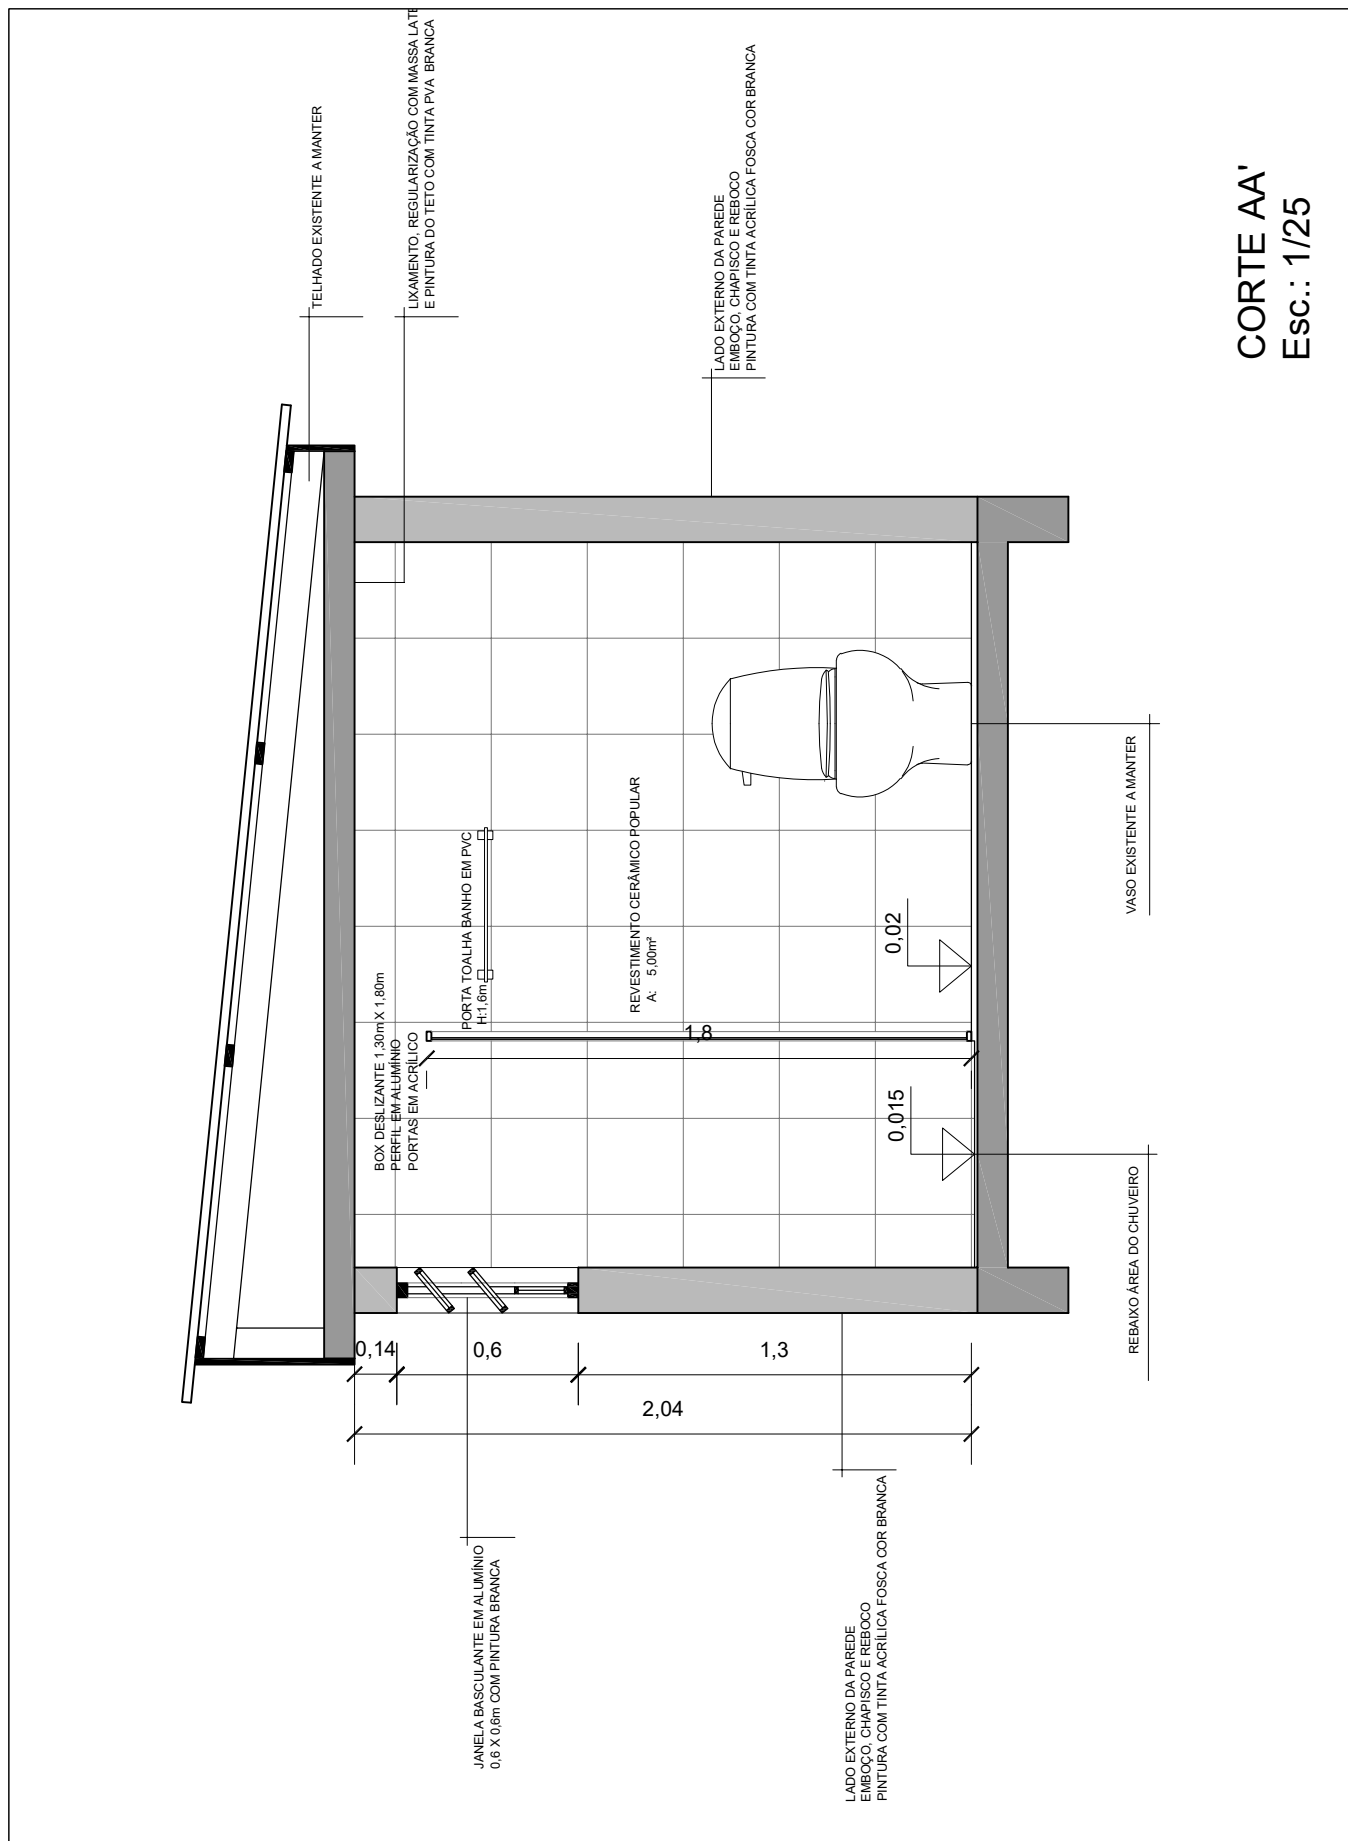 TELHADO EXISTENTE A MANTER
LIXAMENTO, REGULARIZAÇÃO COM MASSA LATE
E PINTURA DO TETO COM TINTA PVA BRANCA
LADO EXTERNO DA PAREDE
EMBOÇO, CHAPISCO E REBOCO
PINTURA COM TINTA ACRÍLICA FOSCA COR BRANCA
CORTE AA'
Esc.: 1/25
BOX DESLIZANTE 1,30m X 1,80m
PERFIL EM ALUMÍNIO
PORTAS EM ACRÍLICO
PORTA TOALHA BANHO EM PVC
H:1,6m
REVESTIMENTO CERÂMICO POPULAR
A: 5,00m²
1,8
0,02
0,015
VASO EXISTENTE A MANTER
REBAIXO ÁREA DO CHUVEIRO
0,14
0,6
1,3
2,04
JANELA BASCULANTE EM ALUMÍNIO
0,6 X 0,6m COM PINTURA BRANCA
LADO EXTERNO DA PAREDE
EMBOÇO, CHAPISCO E REBOCO
PINTURA COM TINTA ACRÍLICA FOSCA COR BRANCA